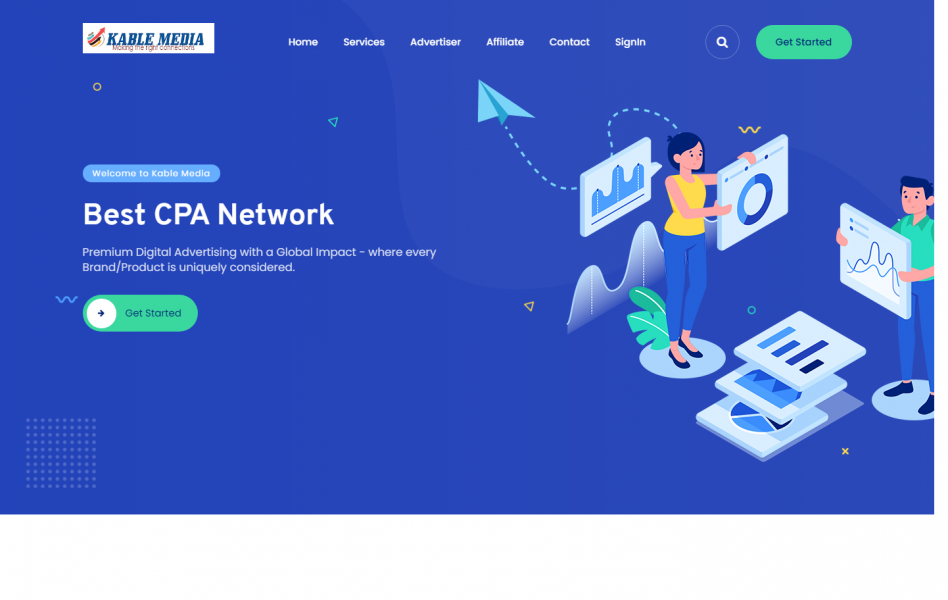 KABLE MEDIA
Making the right connections
Home Services Advertiser Affiliate Contact SignIn
Get Started
Welcome to Kable Media
Best CPA Network
Premium Digital Advertising with a Global Impact - where every
Brand/Product is uniquely considered.
Get Started